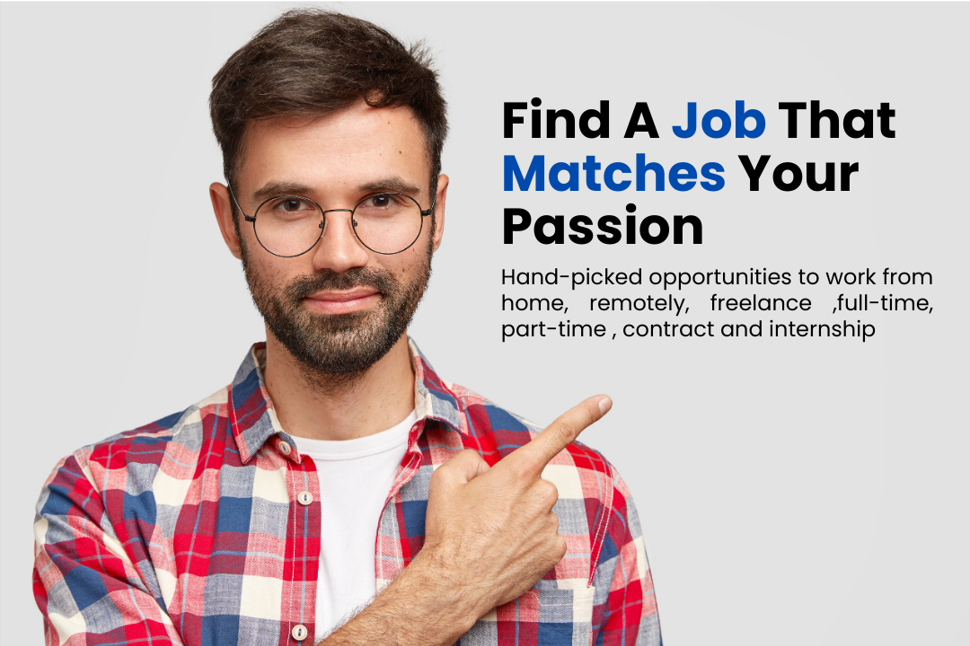 Find A Job That
Matches Your
Passion
Hand-picked opportunities to work from
home, remotely, freelance ,full-time,
part-time , contract and internship